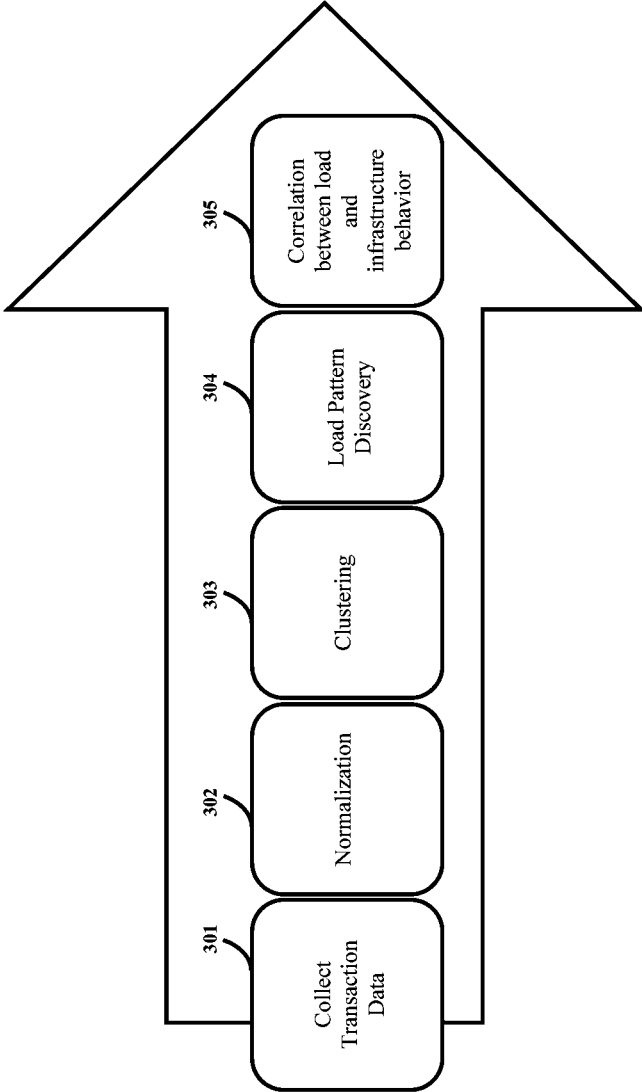 301
Collect
Transaction
Data
302
Normalization
303
Clustering
304
Load Pattern
Discovery
305
Correlation
between load
and
infrastructure
behavior